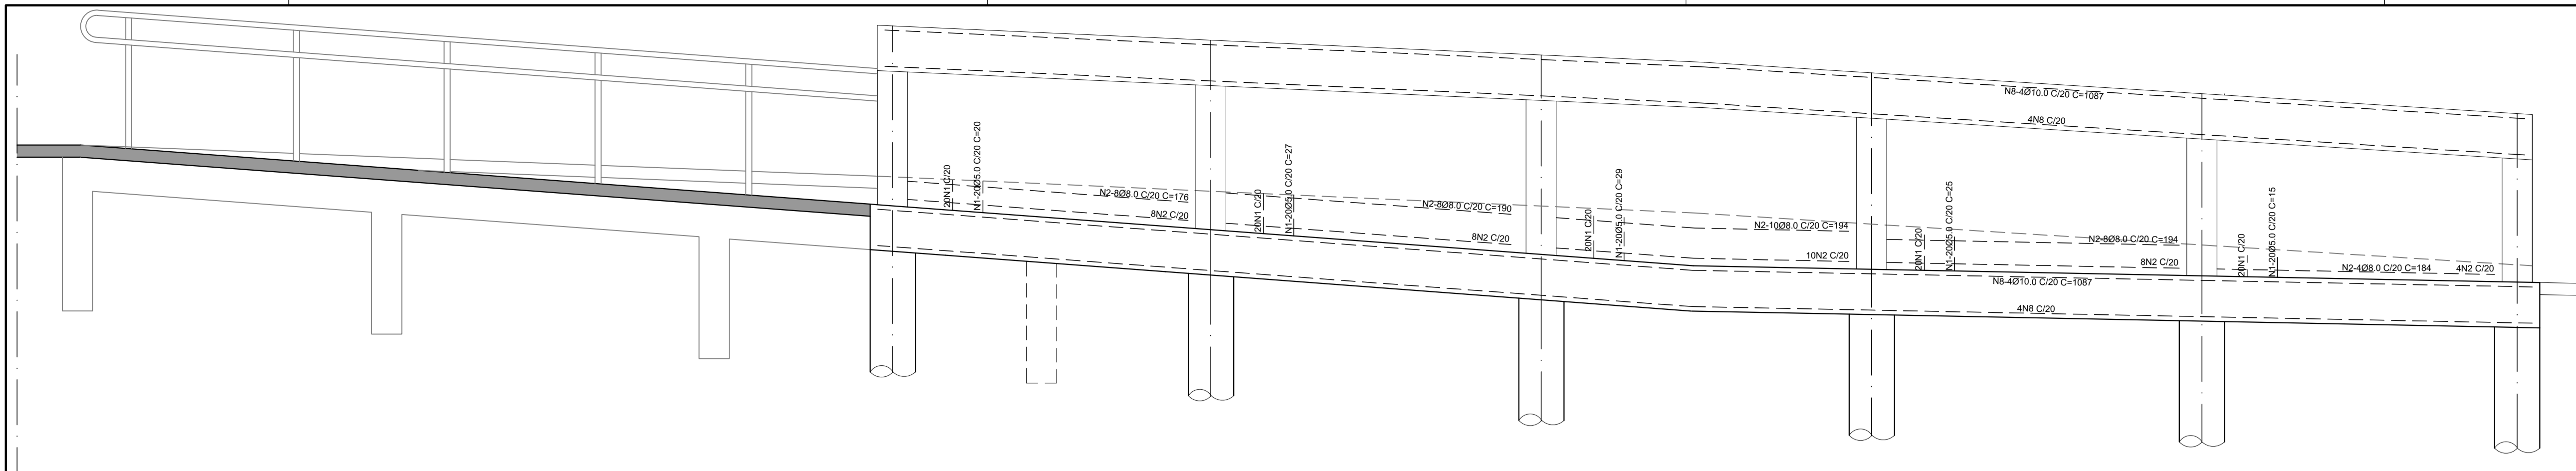 N8-4Ø10.0 C/20 C=1087
4N8 C/20
20N1 C/20
N1-20Ø5.0 C/20 C=20
N2-8Ø8.0 C/20 C=176
8N2 C/20
20N1 C/20
N1-20Ø5.0 C/20 C=27
N2-8Ø8.0 C/20 C=190
8N2 C/20
20N1 C/20
N1-20Ø5.0 C/20 C=29
N2-10Ø8.0 C/20 C=194
10N2 C/20
20N1 C/20
N1-20Ø5.0 C/20 C=25
N2-8Ø8.0 C/20 C=194
8N2 C/20
20N1 C/20
N1-20Ø5.0 C/20 C=15
N2-4Ø8.0 C/20 C=184
4N2 C/20
N8-4Ø10.0 C/20 C=1087
4N8 C/20